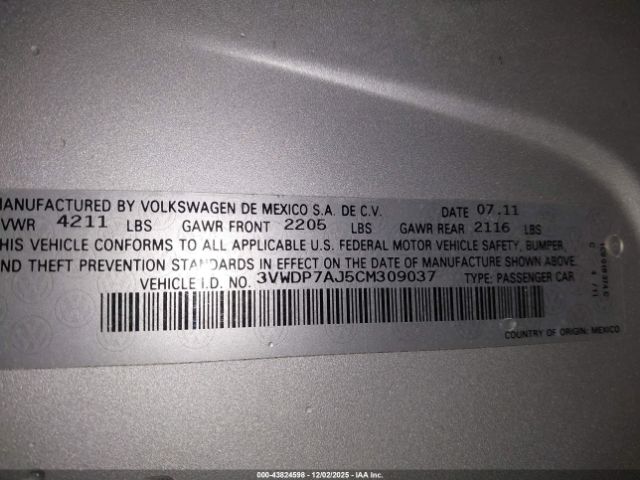 MANUFACTURED BY VOLKSWAGEN DE MEXICO S.A. DE C.V. DATE 07.11
VWR 4211 LBS GAWR FRONT 2205 LBS GAWR REAR 2116 LBS
THIS VEHICLE CONFORMS TO ALL APPLICABLE U.S. FEDERAL MOTOR VEHICLE SAFETY, BUMPER,
AND THEFT PREVENTION STANDARDS IN EFFECT ON THE DATE OF MANUFACTURE SHOWN ABOVE.
VEHICLE I.D. NO. 3VWDP7AJ5CM309037 TYPE: PASSENGER CAR
COUNTRY OF ORIGIN: MEXICO
000-43824598 • 12/02/2025 • IAA Inc.